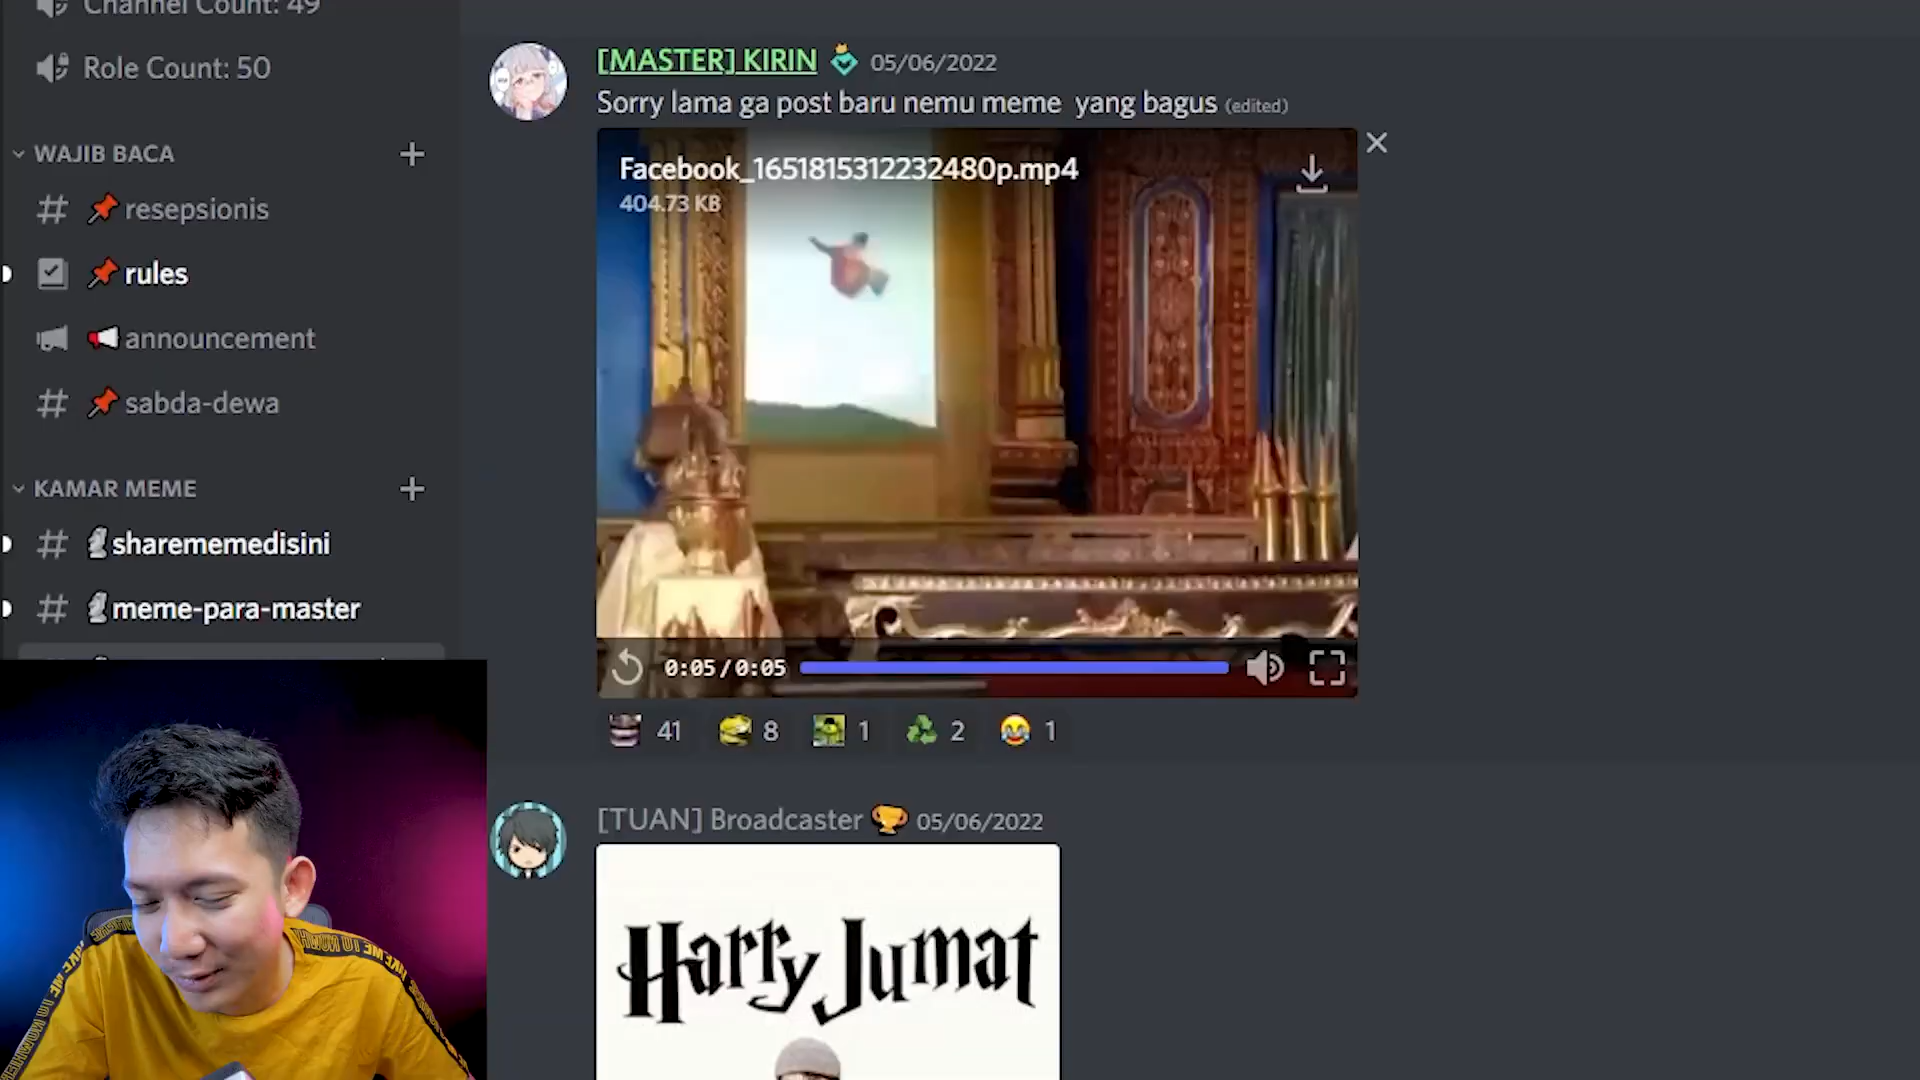 Channel Count: 49
Role Count: 50
WAJIB BACA
resepsionis
rules
announcement
sabda-dewa
KAMAR MEME
sharememedisini
meme-para-master
[MASTER] KIRIN 05/06/2022
Sorry lama ga post baru nemu meme yang bagus (edited)
Facebook_1651815312232480p.mp4
404.73 KB
0:05/0:05
41 8 1 2 1
[TUAN] Broadcaster 05/06/2022
Harry Jumat